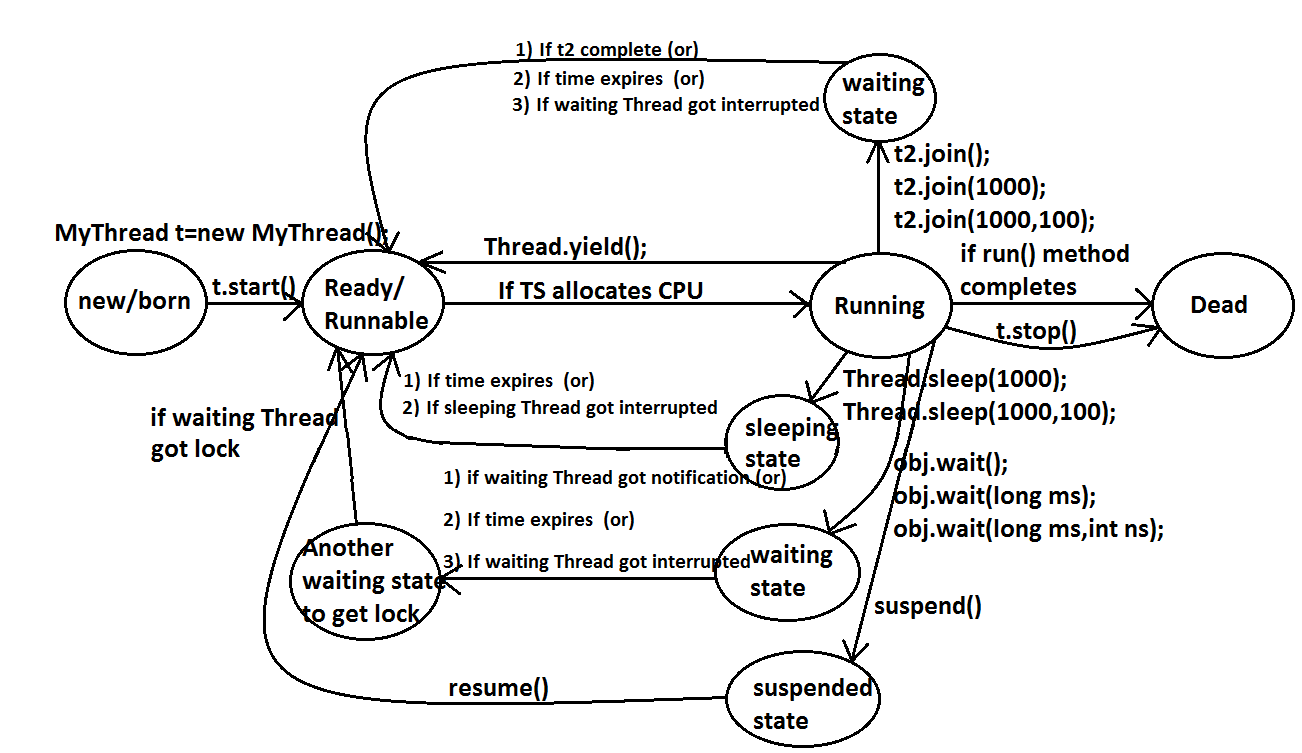 1) If t2 complete (or)
2) If time expires (or)
3) If waiting Thread got interrupted
waiting
state
t2.join();
t2.join(1000);
t2.join(1000,100);
MyThread t=new MyThread();
new/born
t.start()
Ready/
Runnable
Thread.yield();
If TS allocates CPU
Running
if run() method
completes
t.stop()
Dead
1) If time expires (or)
2) If sleeping Thread got interrupted
Thread.sleep(1000);
Thread.sleep(1000,100);
sleeping
state
if waiting Thread
got lock
1) if waiting Thread got notification (or)
2) If time expires (or)
3) If waiting Thread got interrupted
obj.wait();
obj.wait(long ms);
obj.wait(long ms,int ns);
waiting
state
Another
waiting state
to get lock
suspend()
resume()
suspended
state